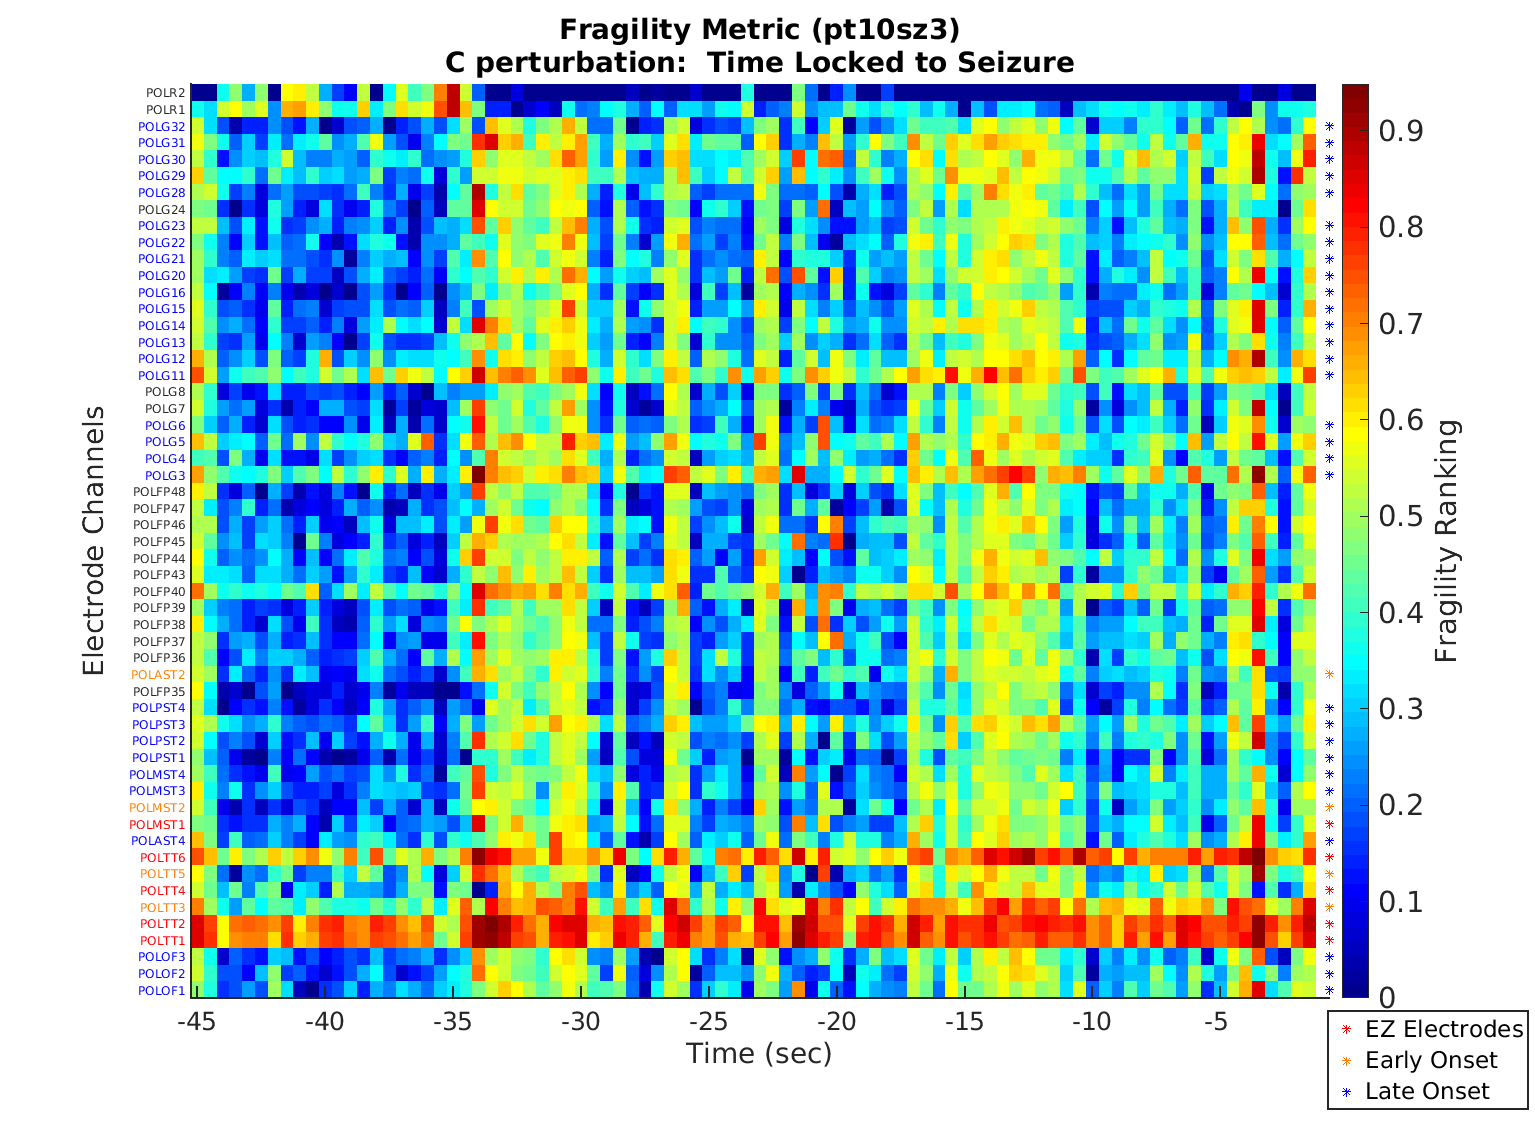 Fragility Metric (pt10sz3)
C perturbation:  Time Locked to Seizure
Electrode Channels
POLR2
POLR1
POLG32
POLG31
POLG30
POLG29
POLG28
POLG24
POLG23
POLG22
POLG21
POLG20
POLG16
POLG15
POLG14
POLG13
POLG12
POLG11
POLG8
POLG7
POLG6
POLG5
POLG4
POLG3
POLFP48
POLFP47
POLFP46
POLFP45
POLFP44
POLFP43
POLFP40
POLFP39
POLFP38
POLFP37
POLFP36
POLAST2
POLFP35
POLPST4
POLPST3
POLPST2
POLPST1
POLMST4
POLMST3
POLMST2
POLMST1
POLAST4
POLTT6
POLTT5
POLTT4
POLTT3
POLTT2
POLTT1
POLOF3
POLOF2
POLOF1
-45 -40 -35 -30 -25 -20 -15 -10 -5
Time (sec)
0.9
0.8
0.7
0.6
0.5
0.4
0.3
0.2
0.1
0
Fragility Ranking
EZ Electrodes
Early Onset
Late Onset